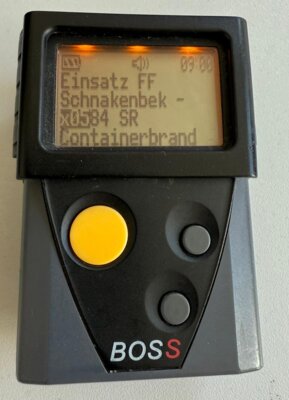 09:00
Einsatz FF
Schnakenbek -
x0584 SR
Containerbrand
BOSS